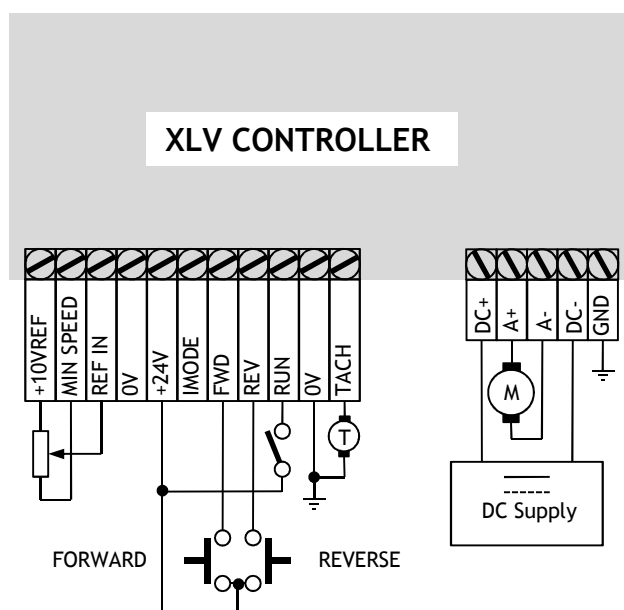 XLV CONTROLLER
+10VREF
MIN SPEED
REF IN
0V
+24V
IMODE
FWD
REV
RUN
0V
TACH
DC+
A+
A-
DC-
GND
M
T
DC Supply
FORWARD
REVERSE